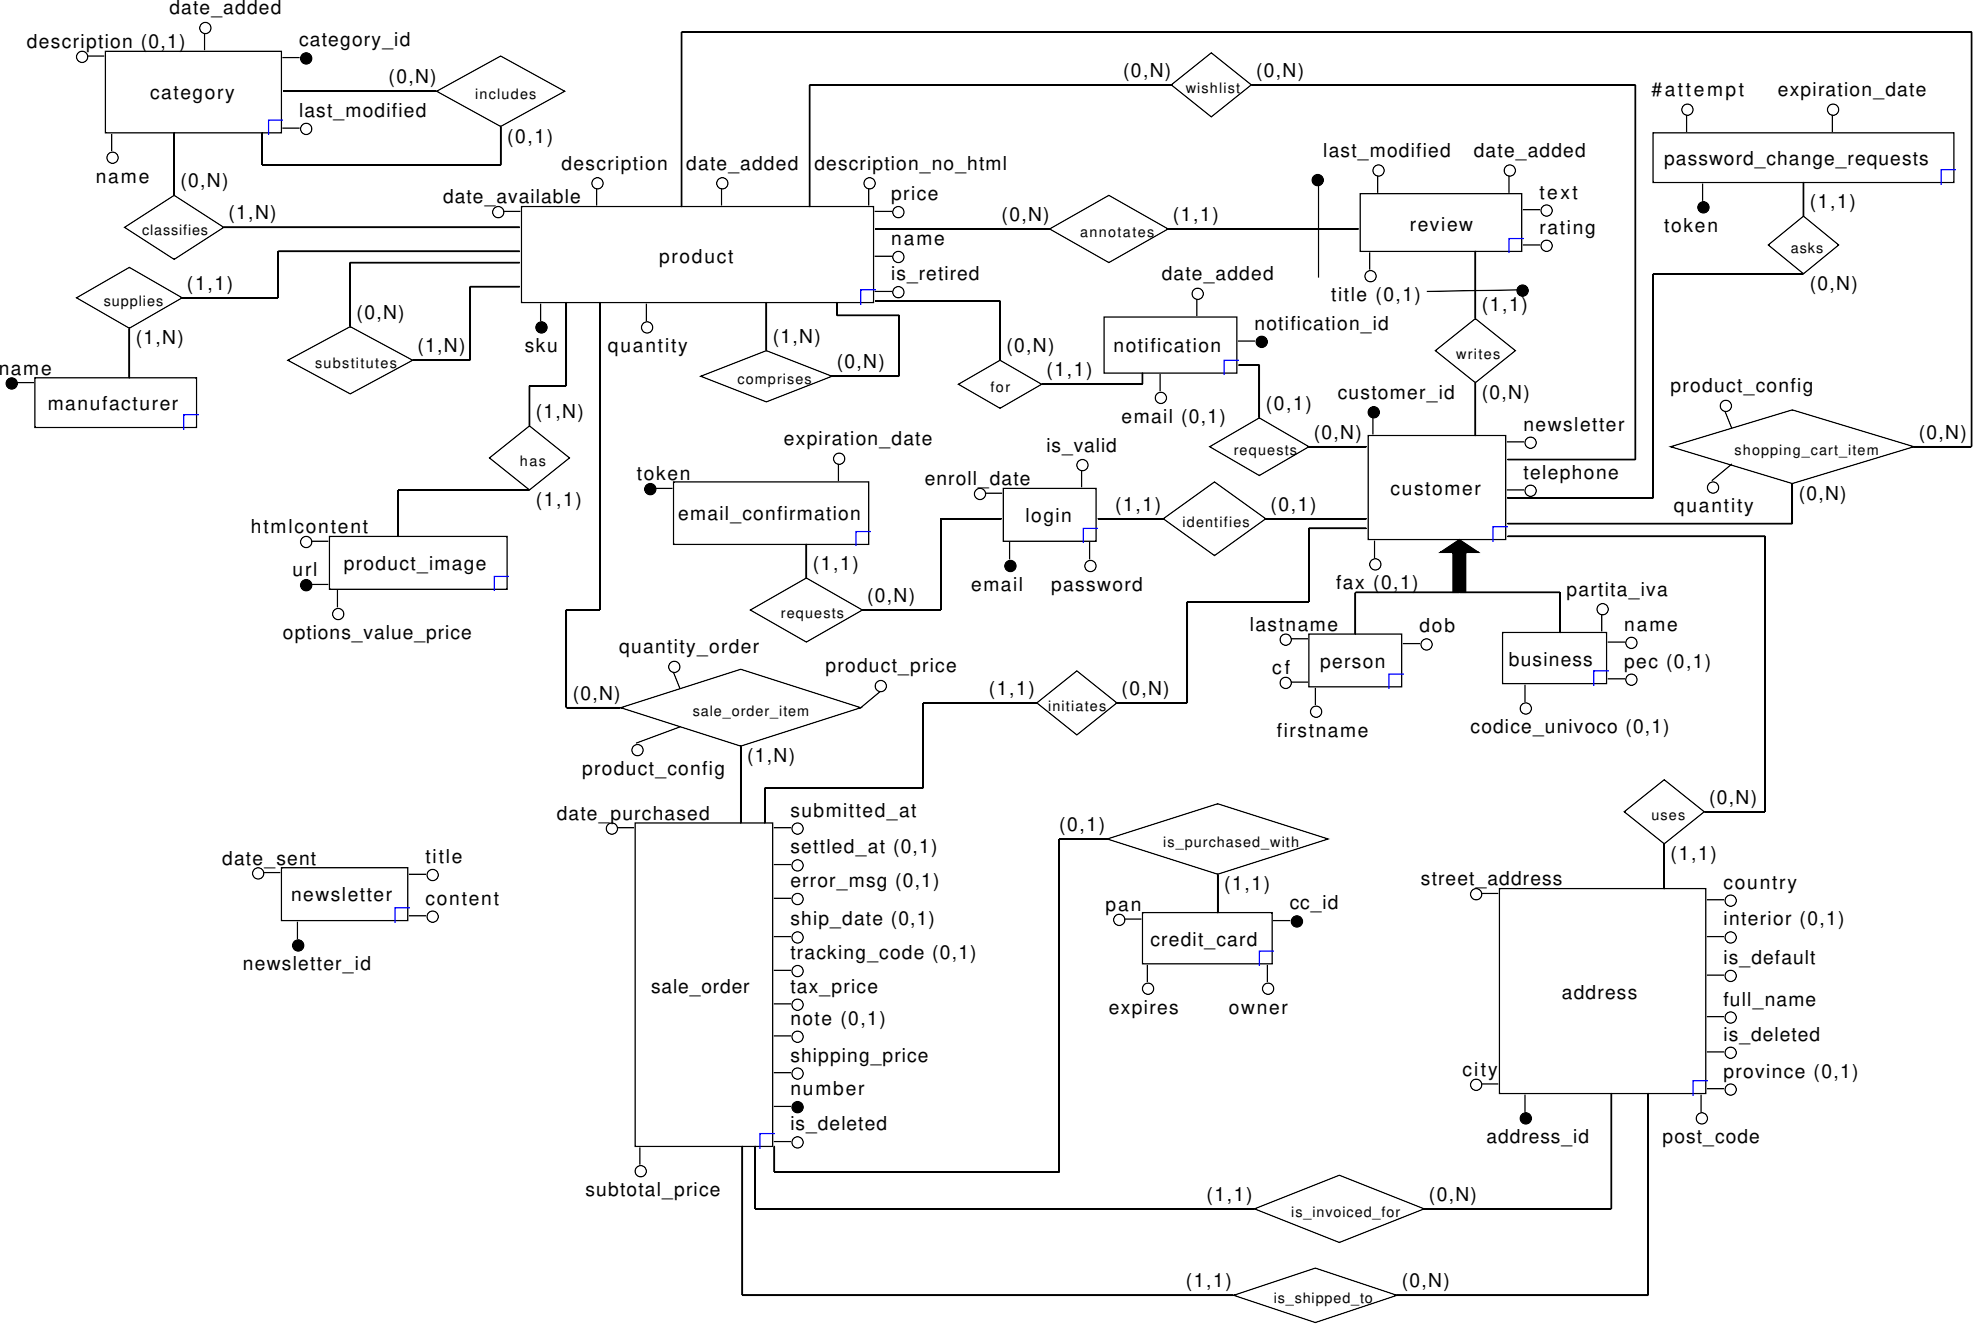 date_added
description (0,1)
category_id
category
(0,N)
includes
last_modified
(0,1)
name
(0,N)
classifies
(1,N)
(0,N)
wishlist
(0,N)
#attempt
expiration_date
password_change_requests
token
(1,1)
asks
(0,N)
description
date_added
description_no_html
date_available
price
product
name
is_retired
sku
quantity
(0,N)
annotates
(1,1)
last_modified
date_added
text
review
rating
title (0,1)
(1,1)
writes
(0,N)
supplies
(1,1)
(1,N)
name
manufacturer
(0,N)
substitutes
(1,N)
(1,N)
comprises
(0,N)
(0,N)
for
(1,1)
date_added
notification_id
notification
email (0,1)
(0,1)
requests
(0,N)
customer_id
newsletter
telephone
customer
fax (0,1)
product_config
shopping_cart_item
(0,N)
quantity
(0,N)
(1,N)
has
(1,1)
htmlcontent
url
product_image
options_value_price
expiration_date
token
email_confirmation
(1,1)
requests
(0,N)
is_valid
enroll_date
login
email
password
(1,1)
identifies
(0,1)
lastname
dob
person
cf
firstname
partita_iva
name
business
pec (0,1)
codice_univoco (0,1)
quantity_order
product_price
(0,N)
sale_order_item
product_config
(1,N)
(1,1)
initiates
(0,N)
date_purchased
submitted_at
settled_at (0,1)
error_msg (0,1)
ship_date (0,1)
tracking_code (0,1)
sale_order
tax_price
note (0,1)
shipping_price
number
is_deleted
subtotal_price
date_sent
title
newsletter
content
newsletter_id
(0,1)
is_purchased_with
(1,1)
pan
cc_id
credit_card
expires
owner
uses
(0,N)
(1,1)
street_address
country
interior (0,1)
is_default
address
full_name
is_deleted
city
province (0,1)
address_id
post_code
(1,1)
is_invoiced_for
(0,N)
(1,1)
is_shipped_to
(0,N)